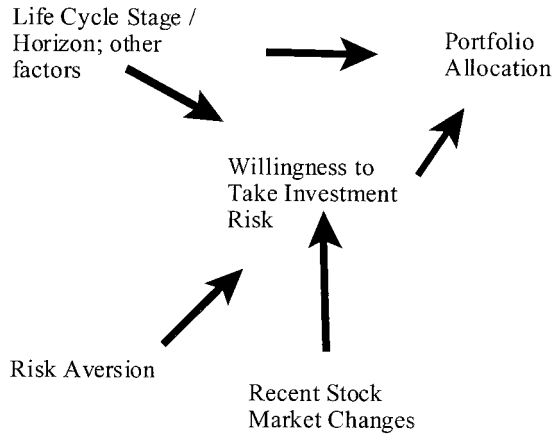 Life Cycle Stage /
Horizon; other
factors
Portfolio
Allocation
Willingness to
Take Investment
Risk
Risk Aversion
Recent Stock
Market Changes